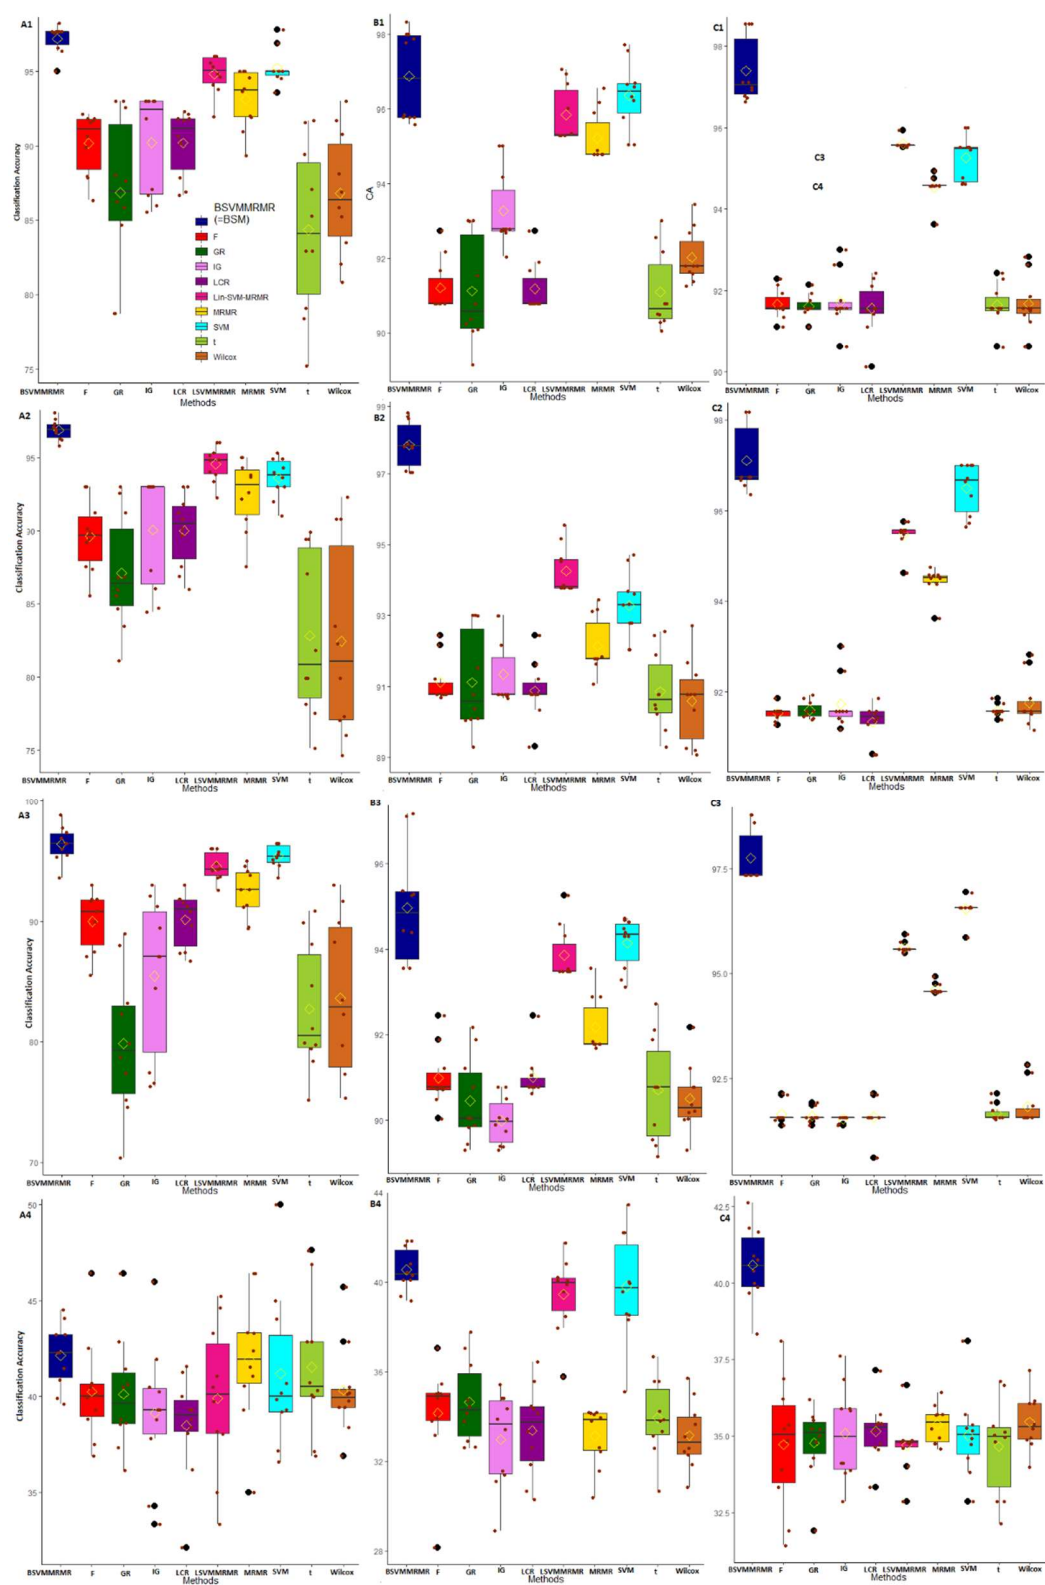 A1
Classification Accuracy
95
90
85
80
75
BSVMMRMR
(=BSM)
F
GR
IG
LCR
Lin-SVM-MRMR
MRMR
SVM
t
Wilcox
BSVMMRMR F GR IG LCR LSVMMRMR MRMR SVM t Wilcox
Methods
B1
CA
98
96
94
92
90
BSVMMRMR F GR IG LCR LSVMMRMR MRMR SVM t Wilcox
Methods
C1
98
96
94
92
90
C3
C4
BSVMMRMR F GR IG LCR LSVMMRMR MRMR SVM t Wilcox
Methods
A2
Classification Accuracy
95
90
85
80
75
BSVMMRMR F GR IG LCR LSVMMRMR MRMR SVM t Wilcox
Methods
B2
99
97
95
93
91
89
BSVMMRMR F GR IG LCR LSVMMRMR MRMR SVM t Wilcox
Methods
C2
98
96
94
92
BSVMMRMR F GR IG LCR LSVMMRMR MRMR SVM t Wilcox
Methods
A3
Classification Accuracy
100
90
80
70
BSVMMRMR F GR IG LCR LSVMMRMR MRMR SVM t Wilcox
Methods
B3
96
94
92
90
BSVMMRMR F GR IG LCR LSVMMRMR MRMR SVM t Wilcox
Methods
C3
97.5
95.0
92.5
BSVMMRMR F GR IG LCR LSVMMRMR MRMR SVM t Wilcox
Methods
A4
Classification Accuracy
50
45
40
35
BSVMMRMR F GR IG LCR LSVMMRMR MRMR SVM t Wilcox
Methods
B4
44
40
36
32
28
BSVMMRMR F GR IG LCR LSVMMRMR MRMR SVM t Wilcox
Methods
C4
42.5
40.0
37.5
35.0
32.5
BSVMMRMR F GR IG LCR LSVMMRMR MRMR SVM t Wilcox
Methods